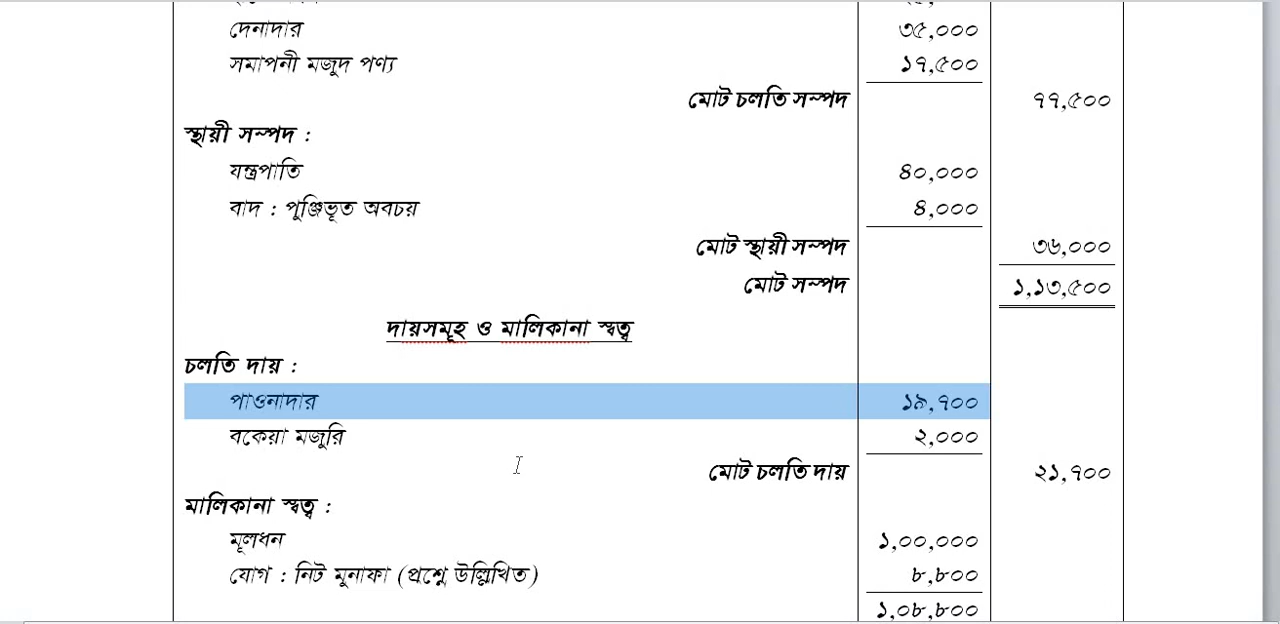 দেনাদার ৩৫,০০০
সমাপনী মজুদ পণ্য ১৭,৫০০
মোট চলতি সম্পদ ৭৭,৫০০
স্থায়ী সম্পদ :
যন্ত্রপাতি ৪০,০০০
বাদ : পুঞ্জিভূত অবচয় ৪,০০০
মোট স্থায়ী সম্পদ ৩৬,০০০
মোট সম্পদ ১,১৩,৫০০
দায়সমূহ ও মালিকানা স্বত্ব
চলতি দায় :
পাওনাদার ১৯,৭০০
বকেয়া মজুরি ২,০০০
মোট চলতি দায় ২১,৭০০
মালিকানা স্বত্ব :
মূলধন ১,০০,০০০
যোগ : নিট মুনাফা (প্রশ্নে উল্লিখিত) ৮,৮০০
১,০৮,৮০০